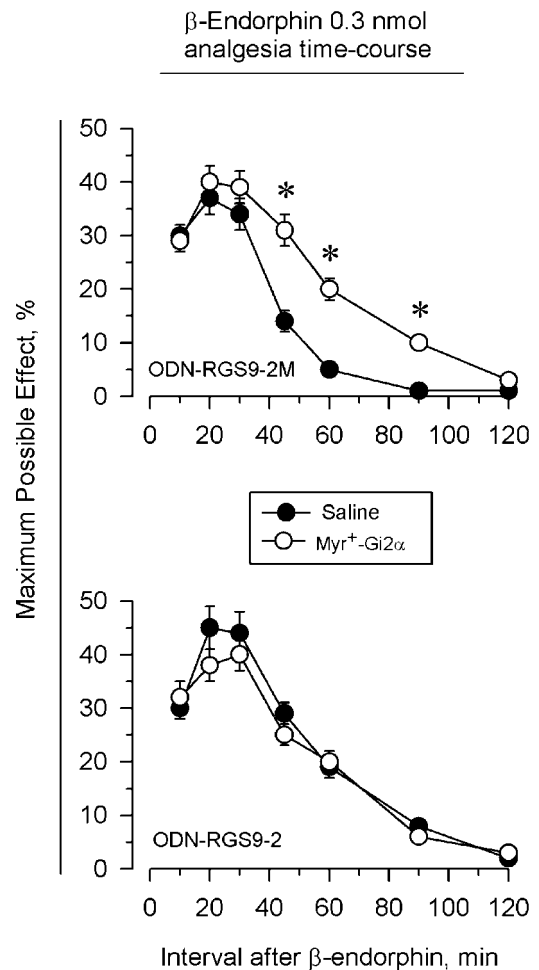 β-Endorphin 0.3 nmol
analgesia time-course
Maximum Possible Effect, %
50
40
30
20
10
0
* * *
ODN-RGS9-2M
0 20 40 60 80 100 120
Saline
Myr⁺-Gi2α
50
40
30
20
10
0
ODN-RGS9-2
0 20 40 60 80 100 120
Interval after β-endorphin, min